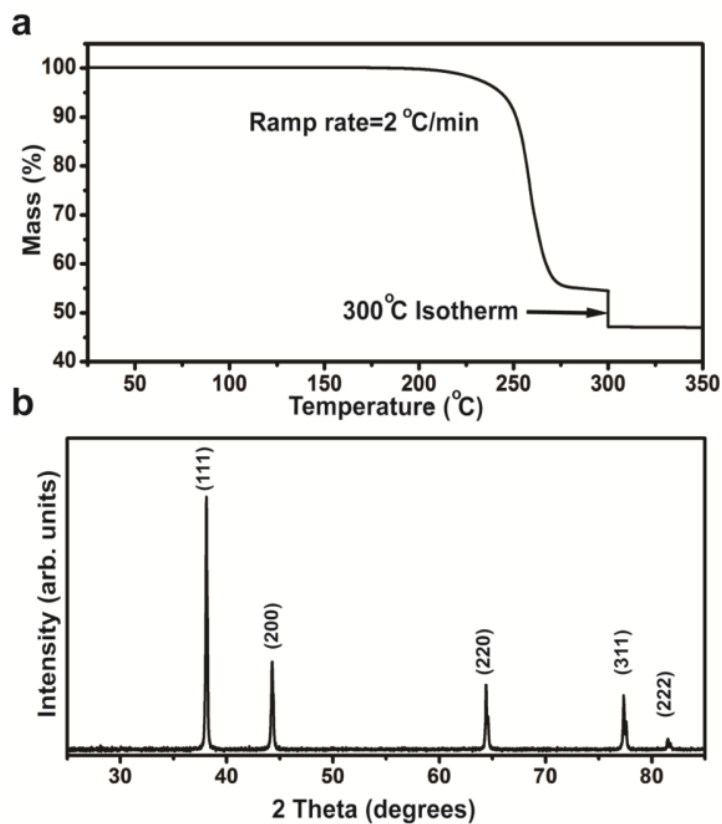 a
100
90
80
70
60
50
40
Mass (%)
Ramp rate=2 °C/min
300°C Isotherm
50 100 150 200 250 300 350
Temperature (°C)
b
(111)
(200)
(220)
(311)
(222)
Intensity (arb. units)
30 40 50 60 70 80
2 Theta (degrees)